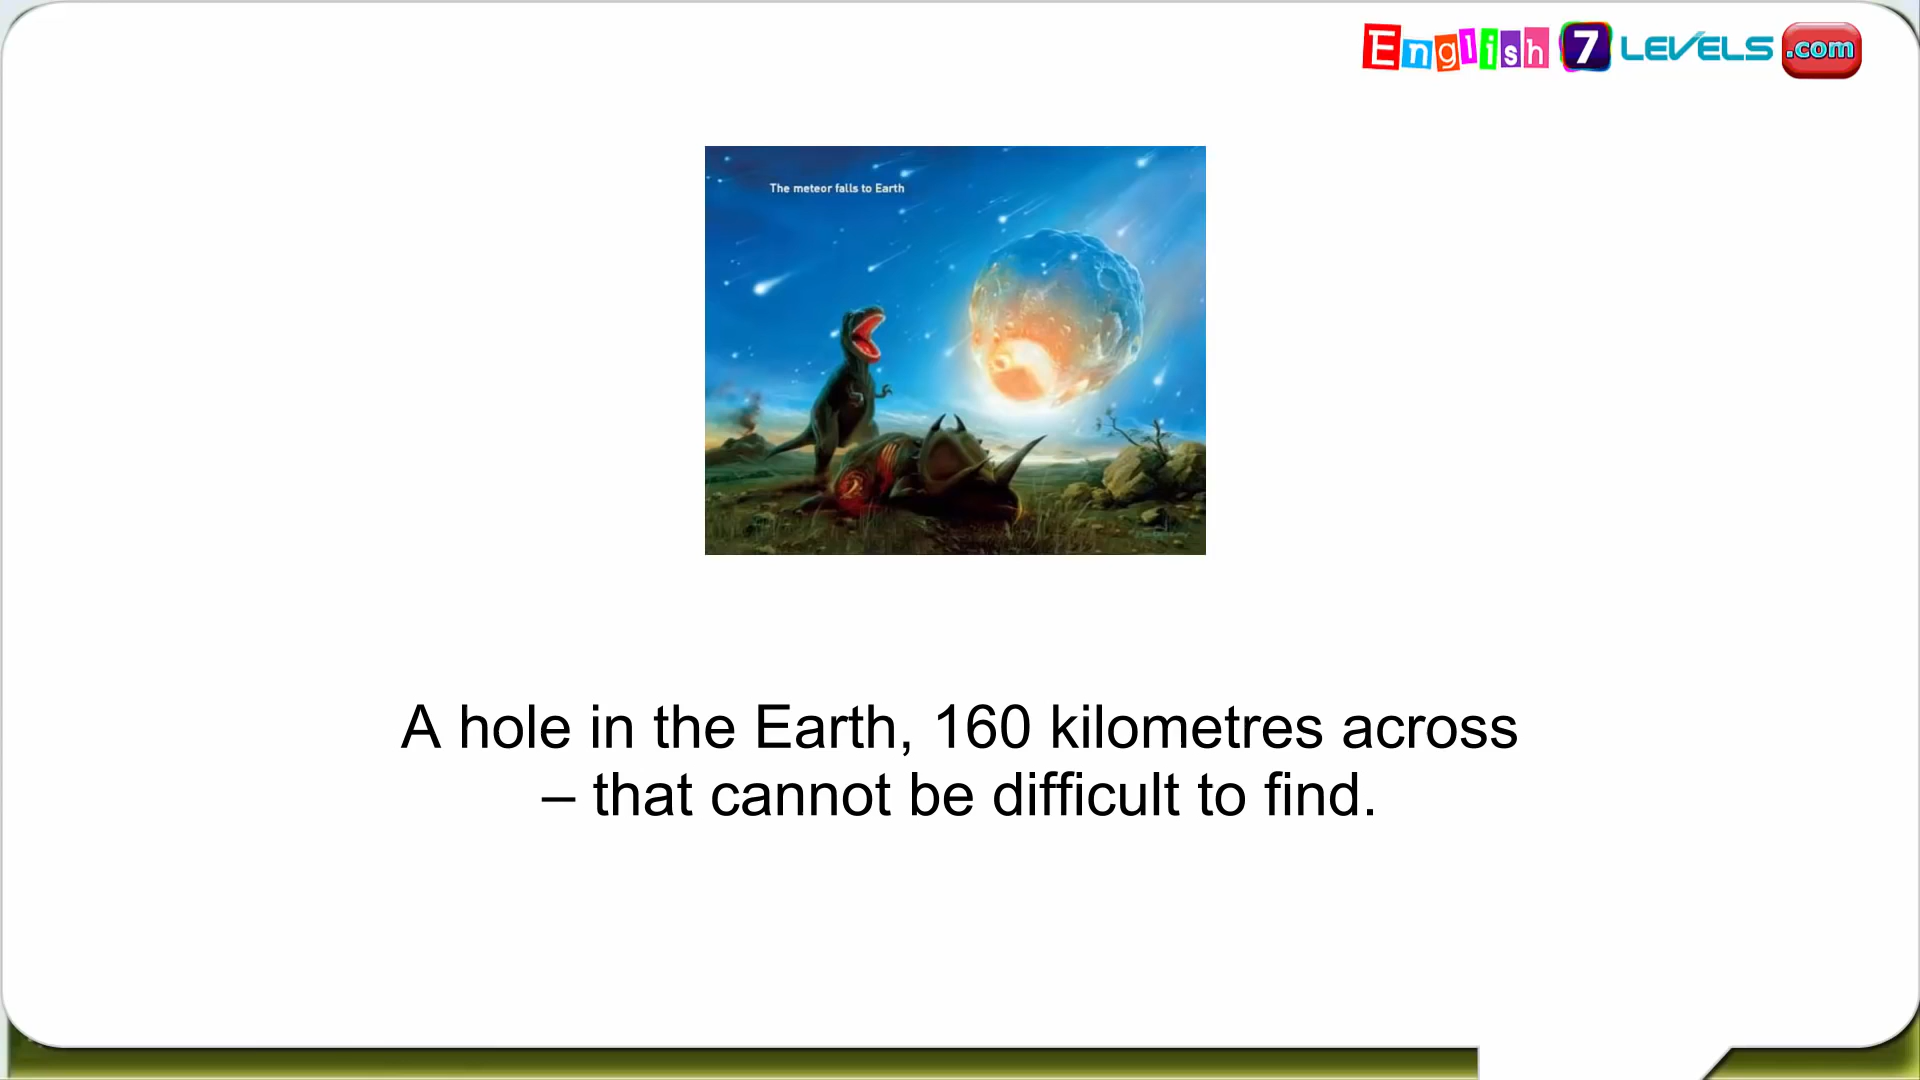 English 7 LEVELS .com
The meteor falls to Earth
A hole in the Earth, 160 kilometres across
– that cannot be difficult to find.